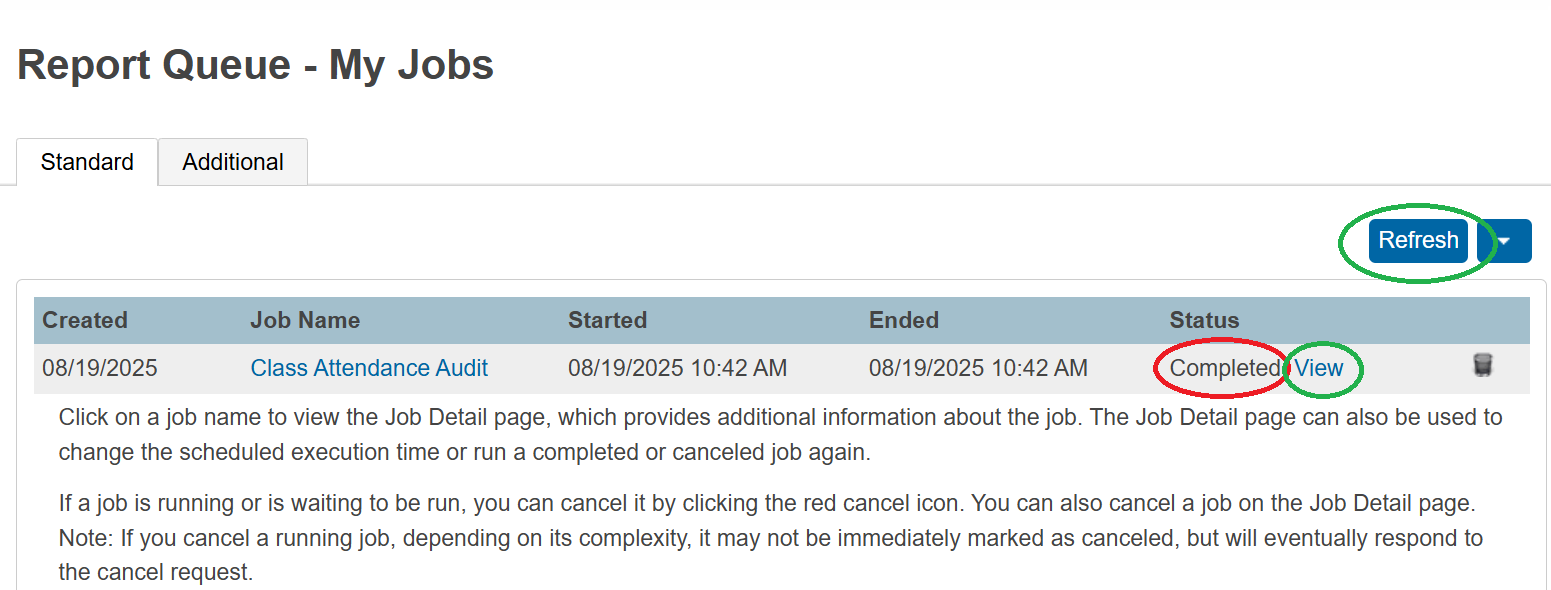 Report Queue - My Jobs
Standard Additional
Refresh
Created Job Name Started Ended Status
08/19/2025 Class Attendance Audit 08/19/2025 10:42 AM 08/19/2025 10:42 AM Completed View
Click on a job name to view the Job Detail page, which provides additional information about the job. The Job Detail page can also be used to
change the scheduled execution time or run a completed or canceled job again.
If a job is running or is waiting to be run, you can cancel it by clicking the red cancel icon. You can also cancel a job on the Job Detail page.
Note: If you cancel a running job, depending on its complexity, it may not be immediately marked as canceled, but will eventually respond to
the cancel request.